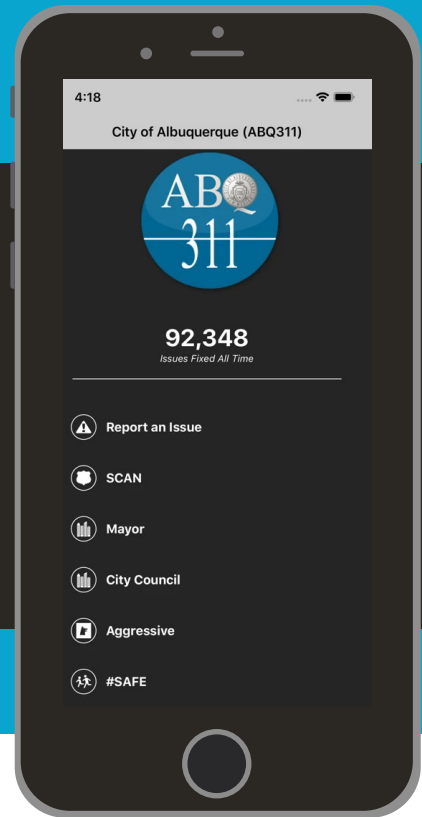 4:18
City of Albuquerque (ABQ311)
ABQ
311
92,348
Issues Fixed All Time
Report an Issue
SCAN
Mayor
City Council
Aggressive
#SAFE